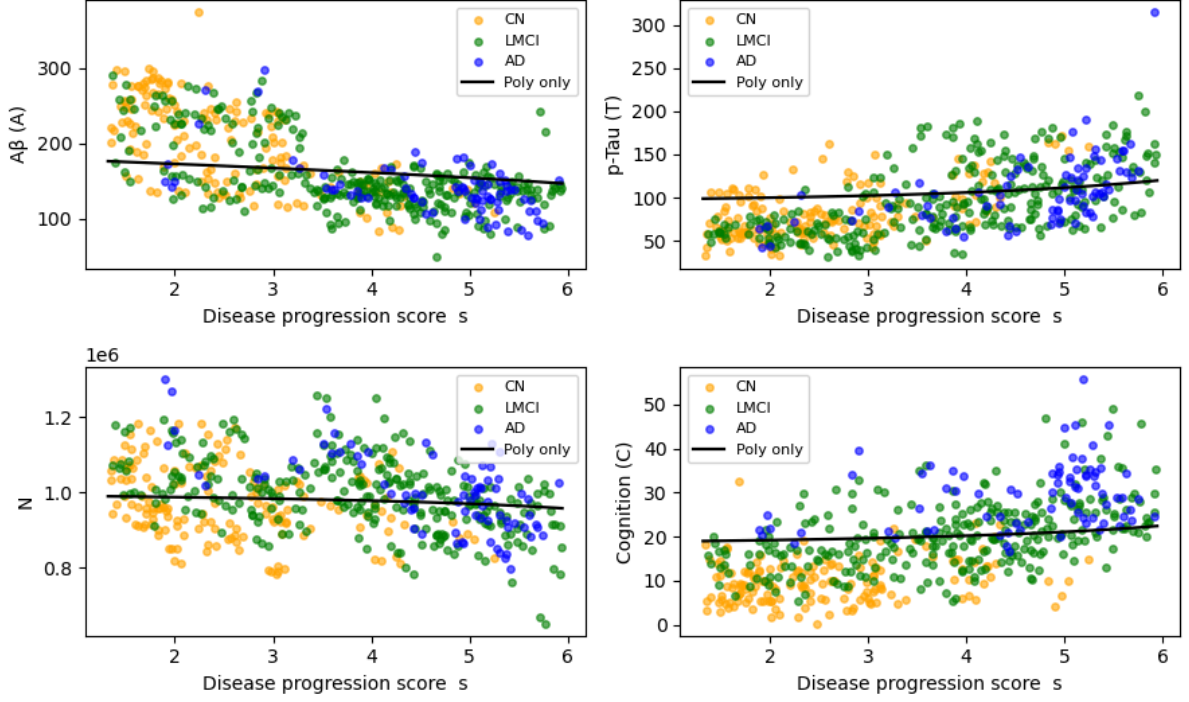 CN
LMCI
AD
Poly only
300
200
100
Aβ (A)
2 3 4 5 6
Disease progression score s
CN
LMCI
AD
Poly only
300
250
200
150
100
50
p-Tau (T)
2 3 4 5 6
Disease progression score s
1e6
CN
LMCI
AD
Poly only
1.2
1.0
0.8
N
2 3 4 5 6
Disease progression score s
CN
LMCI
AD
Poly only
50
40
30
20
10
0
Cognition (C)
2 3 4 5 6
Disease progression score s